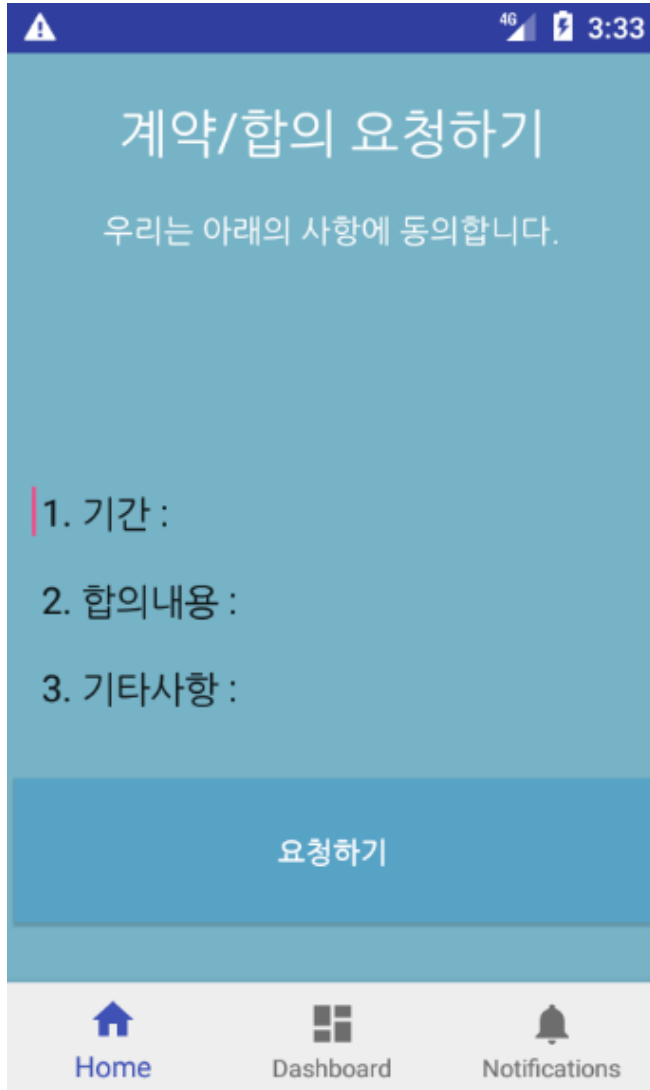 4G 3:33
계약/합의 요청하기
우리는 아래의 사항에 동의합니다.
1. 기간 :
2. 합의내용 :
3. 기타사항 :
요청하기
Home Dashboard Notifications